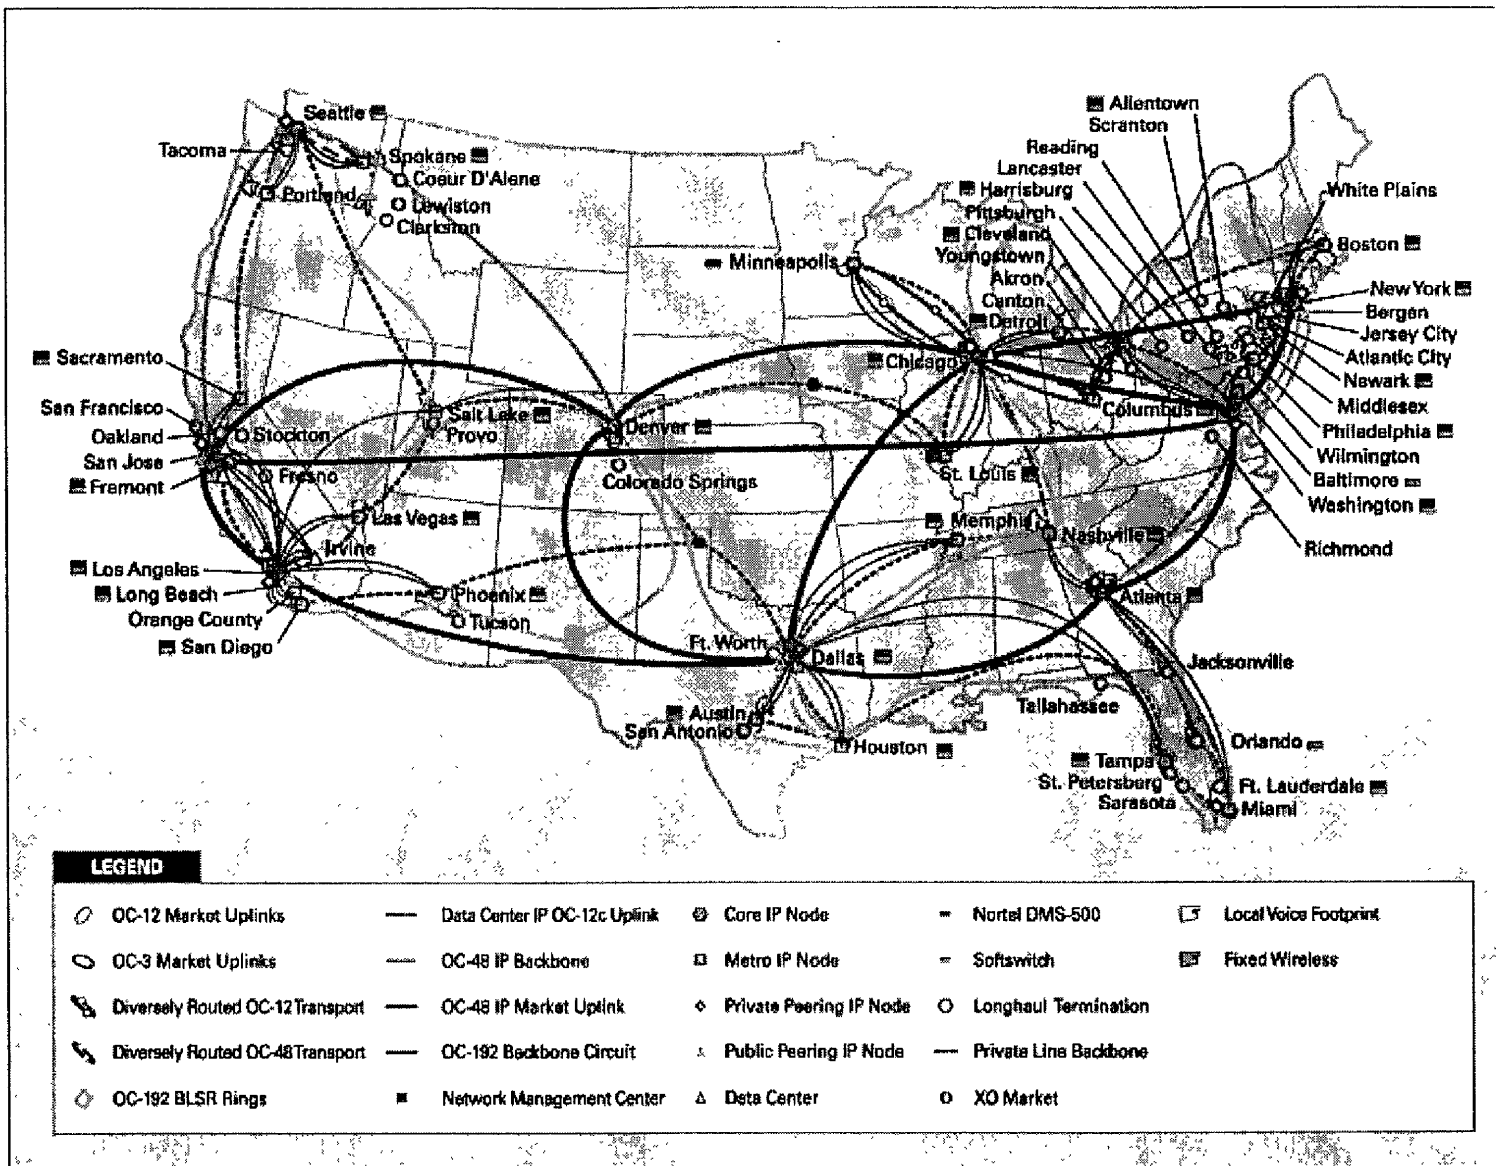 Seattle
Tacoma
Spokane
Coeur D'Alene
Portland
Lewiston
Clarkston
Allentown
Scranton
Reading
Lancaster
Harrisburg
Pittsburgh
Cleveland
Youngstown
Akron
Canton
Detroit
White Plains
Boston
New York
Bergen
Jersey City
Atlantic City
Newark
Middlesex
Philadelphia
Wilmington
Baltimore
Washington
Richmond
Minneapolis
Chicago
Columbus
Sacramento
San Francisco
Oakland
Stockton
San Jose
Fremont
Fresno
Salt Lake
Provo
Denver
Colorado Springs
St. Louis
Las Vegas
Irvine
Memphis
Nashville
Los Angeles
Long Beach
Orange County
San Diego
Phoenix
Tucson
Ft. Worth
Dallas
Atlanta
Austin
San Antonio
Houston
Jacksonville
Tallahassee
Orlando
Tampa
St. Petersburg
Sarasota
Ft. Lauderdale
Miami
LEGEND
OC-12 Market Uplinks
OC-3 Market Uplinks
Diversely Routed OC-12 Transport
Diversely Routed OC-48 Transport
OC-192 BLSR Rings
Data Center IP OC-12c Uplink
OC-48 IP Backbone
OC-48 IP Market Uplink
OC-192 Backbone Circuit
Network Management Center
Core IP Node
Metro IP Node
Private Peering IP Node
Public Peering IP Node
Data Center
Nortel DMS-500
Softswitch
Longhaul Termination
Private Line Backbone
XO Market
Local Voice Footprint
Fixed Wireless